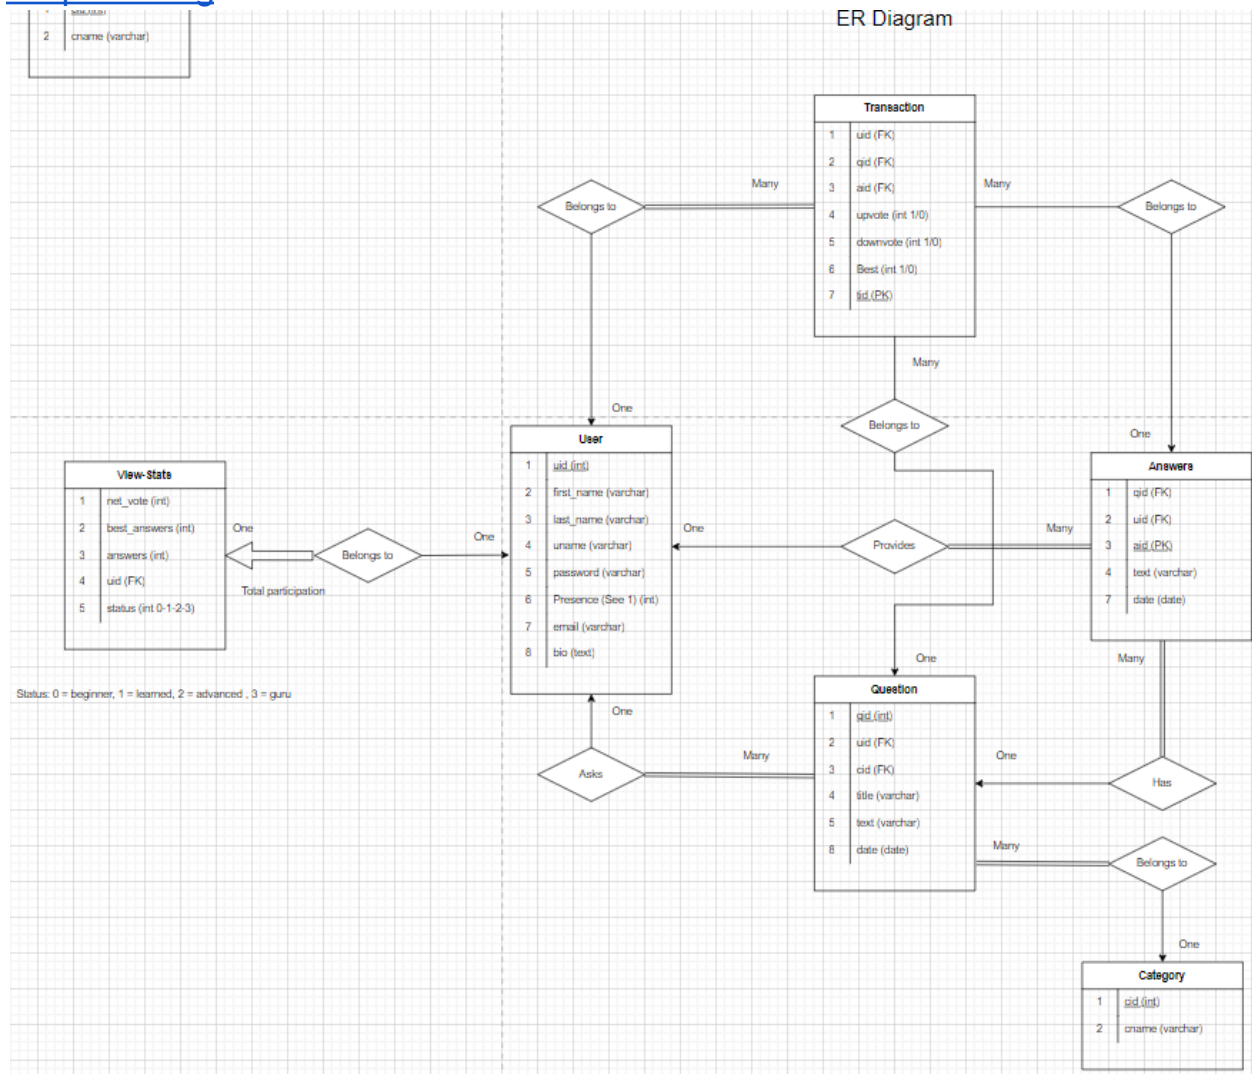 ER Diagram
2 cname (varchar)
Transaction
1 uid (FK)
2 qid (FK)
3 aid (FK)
4 upvote (int 1/0)
5 downvote (int 1/0)
6 Best (int 1/0)
7 tid (PK)
Many
Many
Belongs to
Belongs to
Many
One
Belongs to
One
User
1 uid (int)
2 first_name (varchar)
3 last_name (varchar)
4 uname (varchar)
5 password (varchar)
6 Presence (See 1) (int)
7 email (varchar)
8 bio (text)
View-Stats
1 net_vote (int)
2 best_answers (int)
3 answers (int)
4 uid (FK)
5 status (int 0-1-2-3)
One
Belongs to
One
Total participation
Status: 0 = beginner, 1 = learned, 2 = advanced , 3 = guru
One
Provides
Many
Answers
1 qid (FK)
2 uid (FK)
3 aid (PK)
4 text (varchar)
7 date (date)
One
Many
Question
1 qid (int)
2 uid (FK)
3 cid (FK)
4 title (varchar)
5 text (varchar)
8 date (date)
One
Asks
Many
One
Has
Many
Belongs to
One
Category
1 cid (int)
2 cname (varchar)